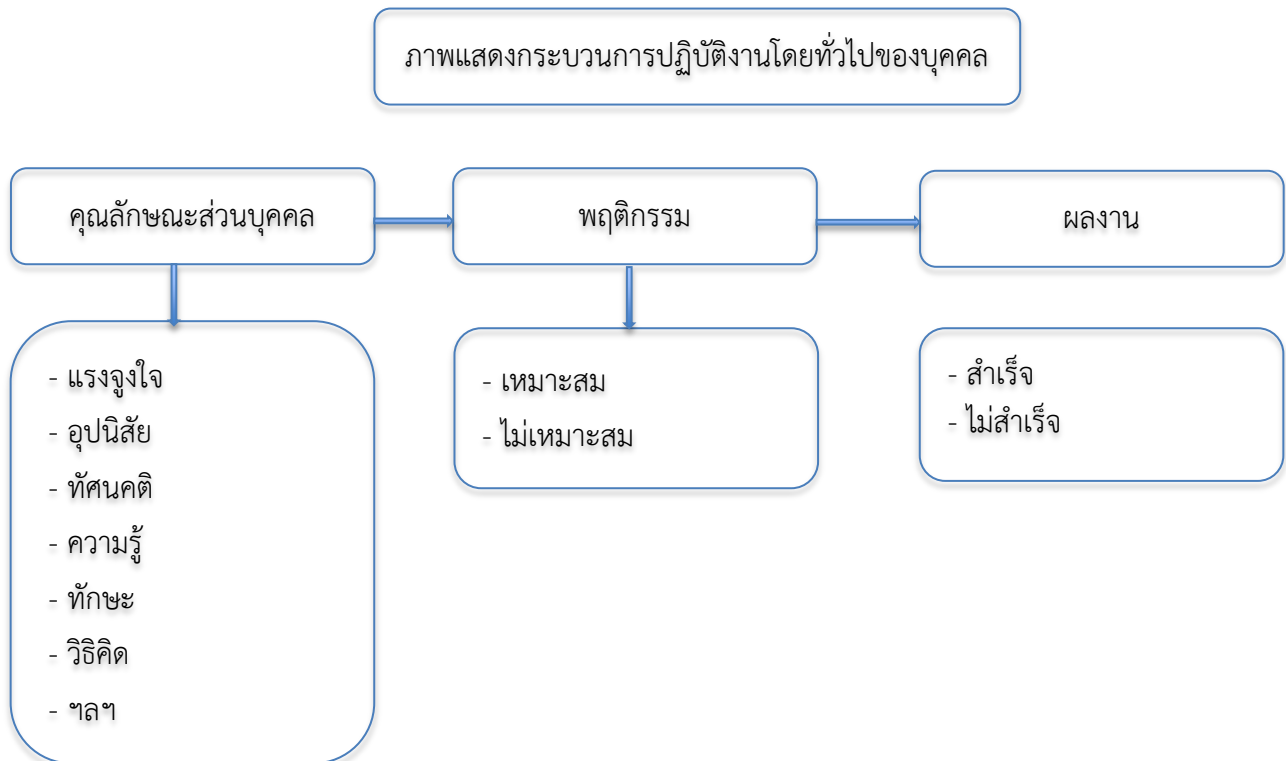 ภาพแสดงกระบวนการปฏิบัติงานโดยทั่วไปของบุคคล
คุณลักษณะส่วนบุคคล
พฤติกรรม
ผลงาน
- แรงจูงใจ
- อุปนิสัย
- ทัศนคติ
- ความรู้
- ทักษะ
- วิธิคิด
- ฯลฯ
- เหมาะสม
- ไม่เหมาะสม
- สำเร็จ
- ไม่สำเร็จ